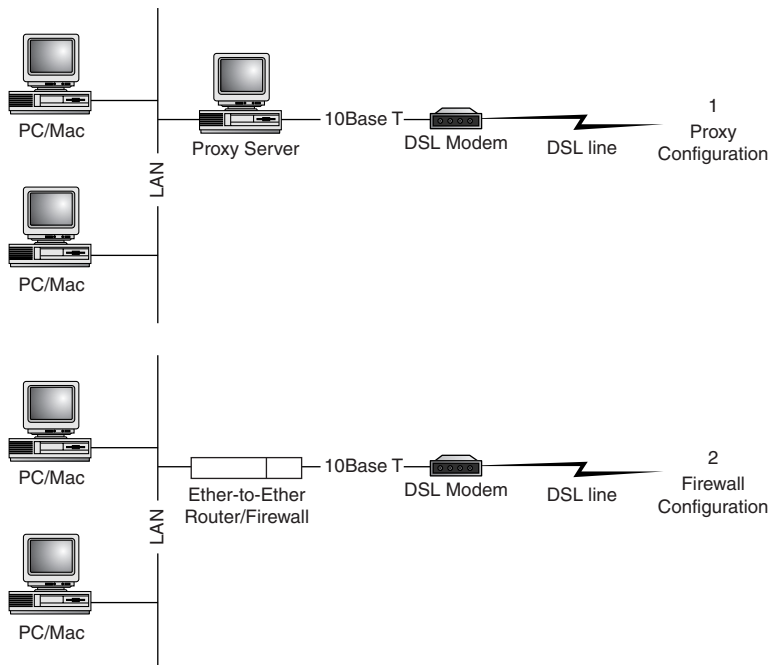 PC/Mac
Proxy Server
10Base T
DSL Modem
DSL line
1
Proxy
Configuration
LAN
PC/Mac
PC/Mac
Ether-to-Ether
Router/Firewall
10Base T
DSL Modem
DSL line
2
Firewall
Configuration
LAN
PC/Mac